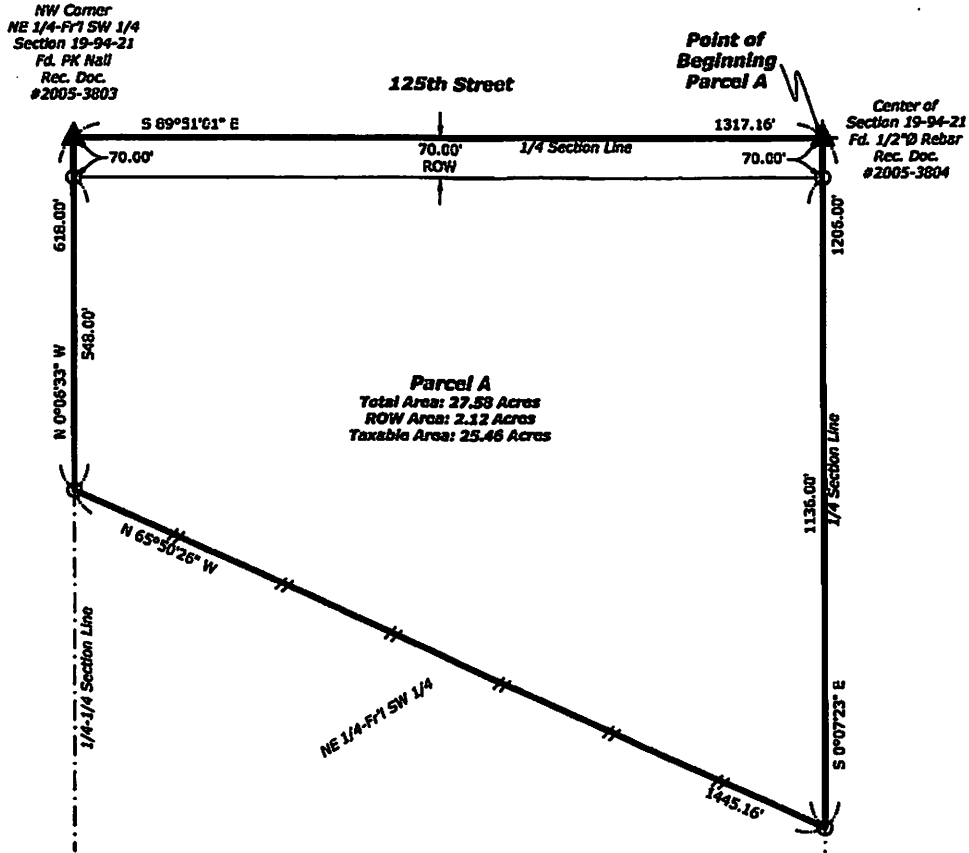 NW Corner
NE 1/4-Fr'l SW 1/4
Section 19-94-21
Fd. PK Nail
Rec. Doc.
#2005-3803
125th Street
Point of
Beginning
Parcel A
Center of
Section 19-94-21
Fd. 1/2"Ø Rebar
Rec. Doc.
#2005-3804
S 89°51'01" E
1317.16'
70.00'
70.00'
ROW
1/4 Section Line
70.00'
618.00'
1206.00'
548.00'
N 0°06'33" W
Parcel A
Total Area: 27.58 Acres
ROW Area: 2.12 Acres
Taxable Area: 25.46 Acres
1/4 Section Line
1136.00'
N 65°50'26" W
1/4-1/4 Section Line
NE 1/4-Fr'l SW 1/4
S 0°07'23" E
1445.16'